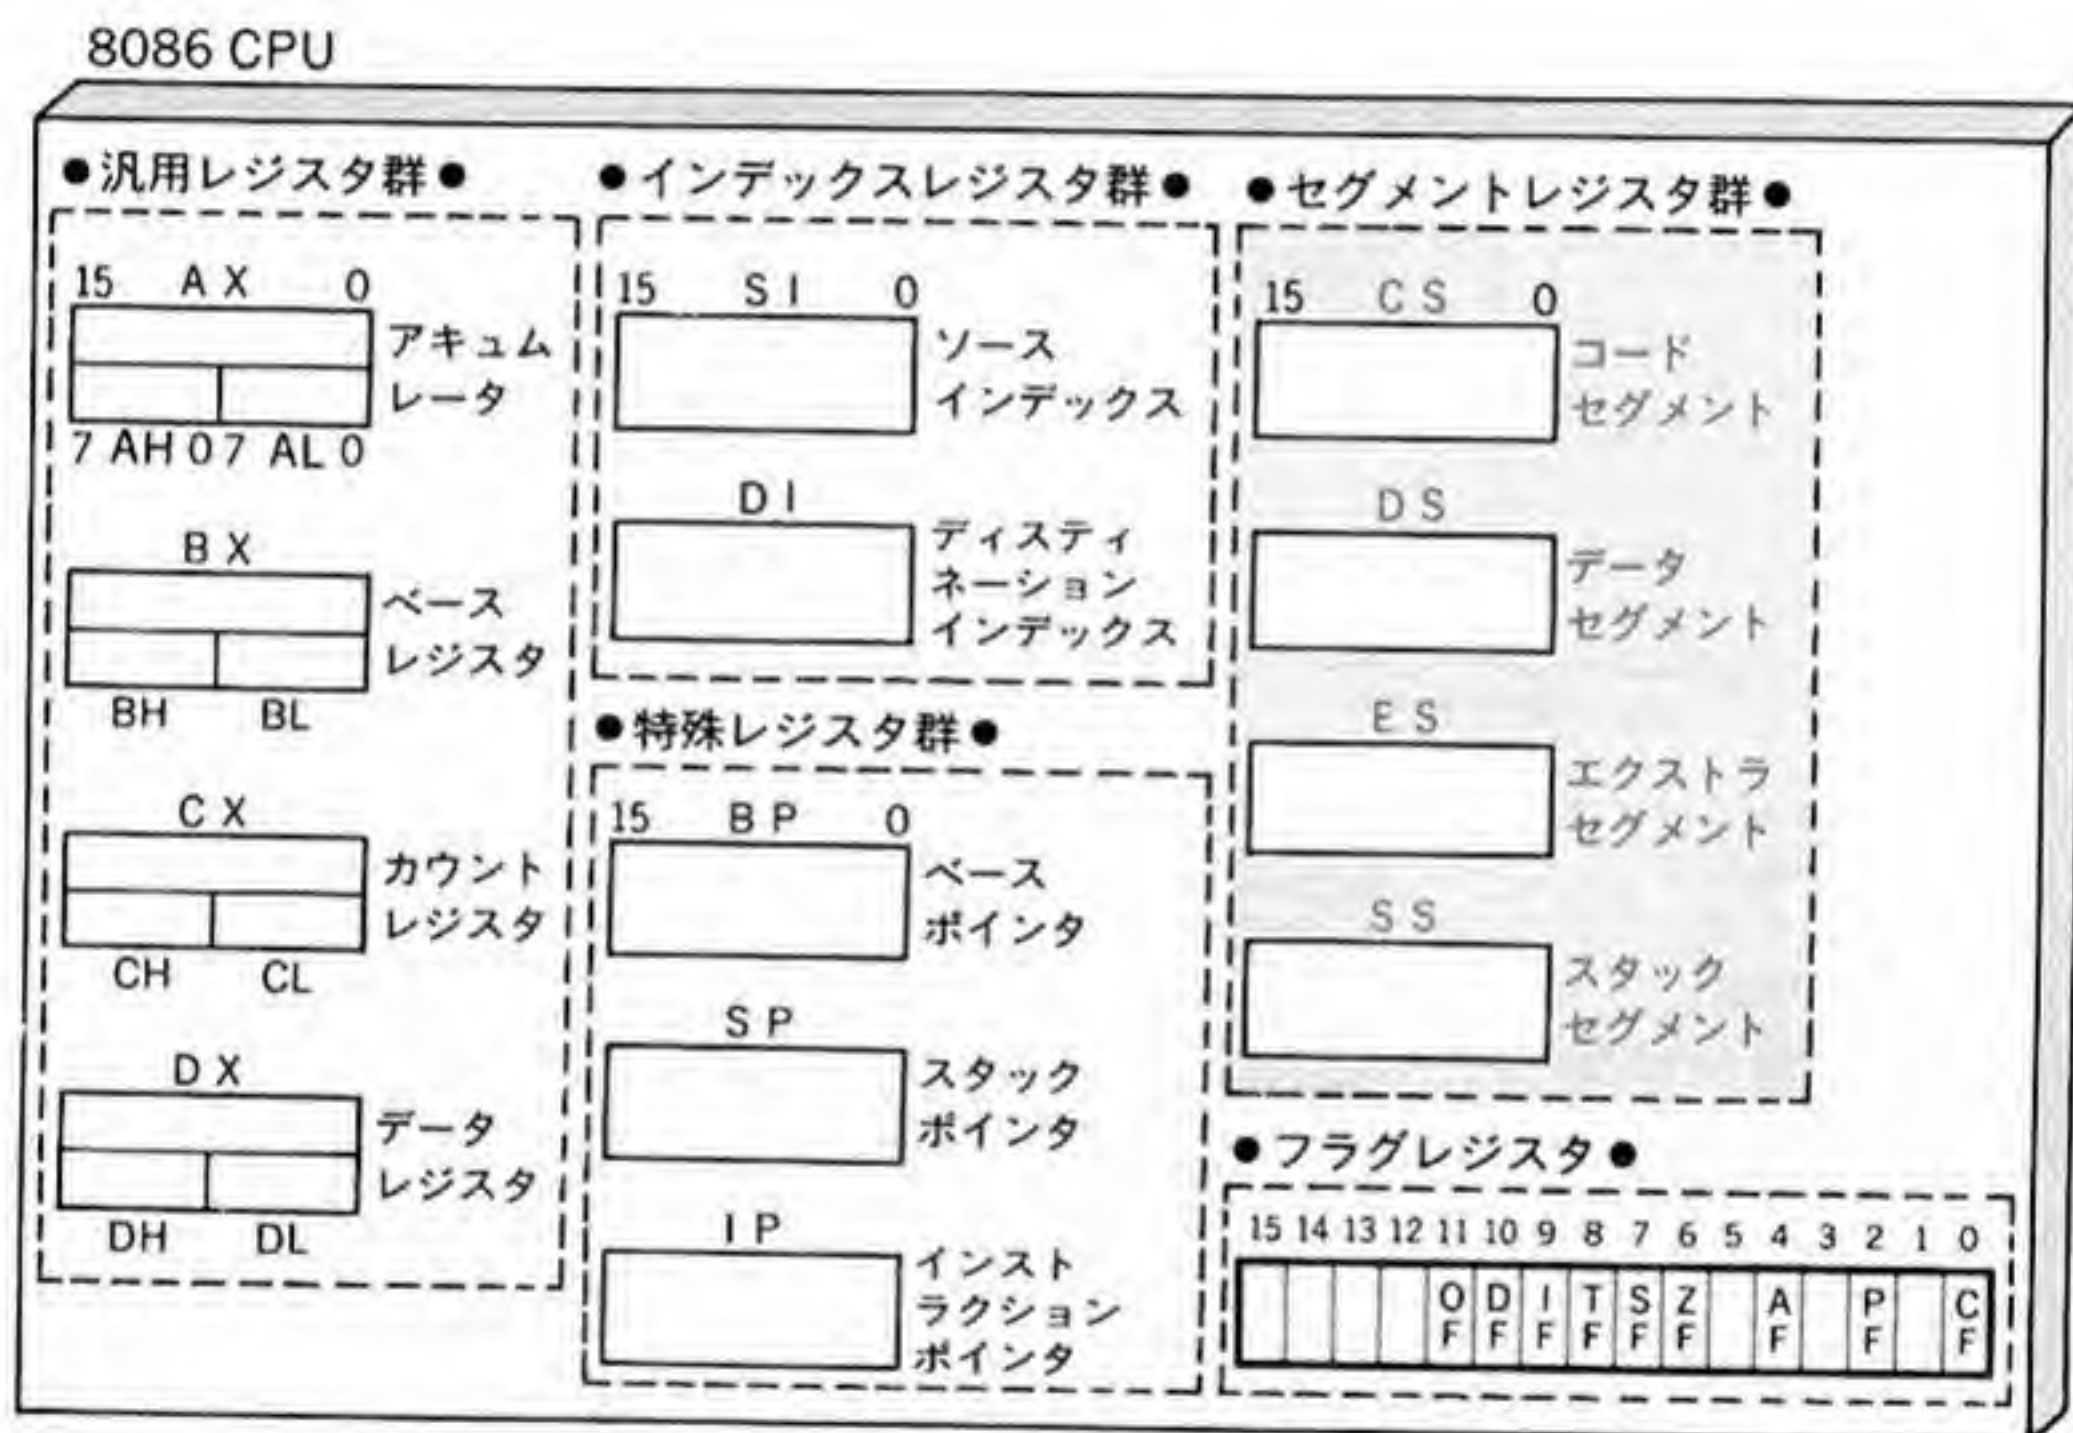 8086 CPU
●汎用レジスタ群●
15 AX 0
アキュム
レータ
7 AH 0 7 AL 0
BX
ベース
レジスタ
BH BL
CX
カウント
レジスタ
CH CL
DX
データ
レジスタ
DH DL
●インデックスレジスタ群●
15 SI 0
ソース
インデックス
DI
ディスティ
ネーション
インデックス
●特殊レジスタ群●
15 BP 0
ベース
ポインタ
SP
スタック
ポインタ
IP
インスト
ラクション
ポインタ
●セグメントレジスタ群●
15 CS 0
コード
セグメント
DS
データ
セグメント
ES
エクストラ
セグメント
SS
スタック
セグメント
●フラグレジスタ●
15 14 13 12 11 10 9 8 7 6 5 4 3 2 1 0
OF DF IF TF SF ZF AF PF CF